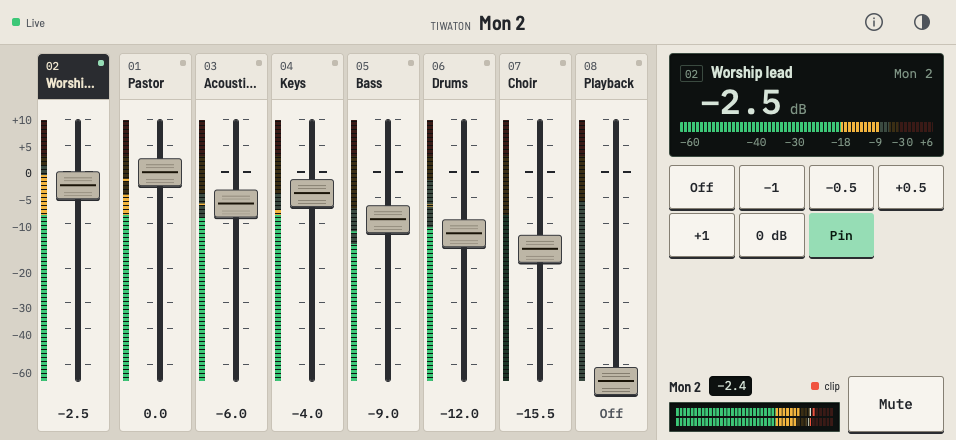 Live
TIWATON Mon 2
02
Worshi...
01
Pastor
03
Acousti...
04
Keys
05
Bass
06
Drums
07
Choir
08
Playback
+10
+5
0
−5
−10
−20
−30
−40
−60
−2.5
0.0
−6.0
−4.0
−9.0
−12.0
−15.5
Off
02 Worship lead Mon 2
−2.5 dB
−60 −40 −30 −18 −9 −3 0 +6
Off −1 −0.5 +0.5
+1 0 dB Pin
Mon 2 −2.4 clip
Mute